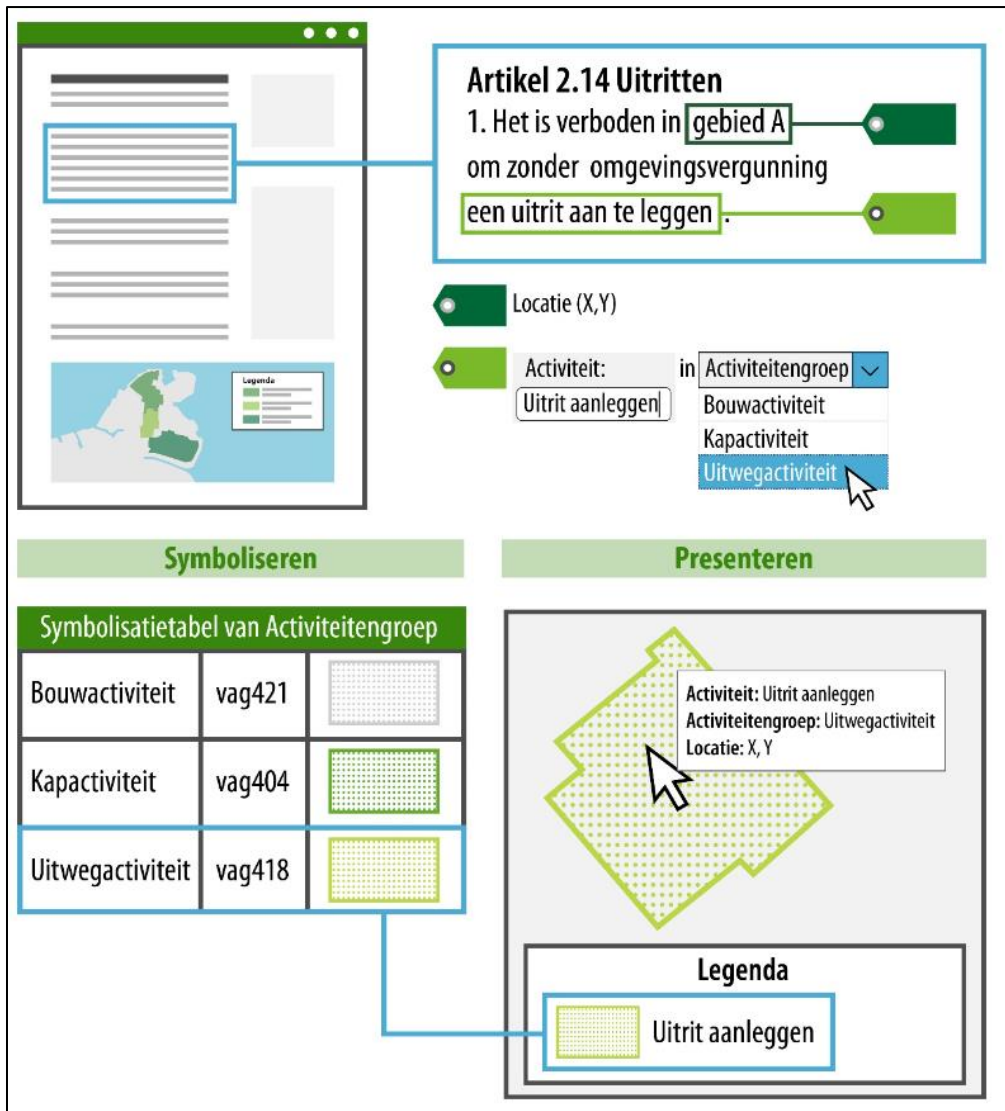 Artikel 2.14 Uitritten
1. Het is verboden in gebied A
om zonder omgevingsvergunning
een uitrit aan te leggen .
Legenda
Locatie (X,Y)
Activiteit:
Uitrit aanleggen
in Activiteitengroep
Bouwactiviteit
Kapactiviteit
Uitwegactiviteit
Symboliseren
Presenteren
Symbolisatietabel van Activiteitengroep
Bouwactiviteit vag421
Kapactiviteit vag404
Uitwegactiviteit vag418
Activiteit: Uitrit aanleggen
Activiteitengroep: Uitwegactiviteit
Locatie: X, Y
Legenda
Uitrit aanleggen